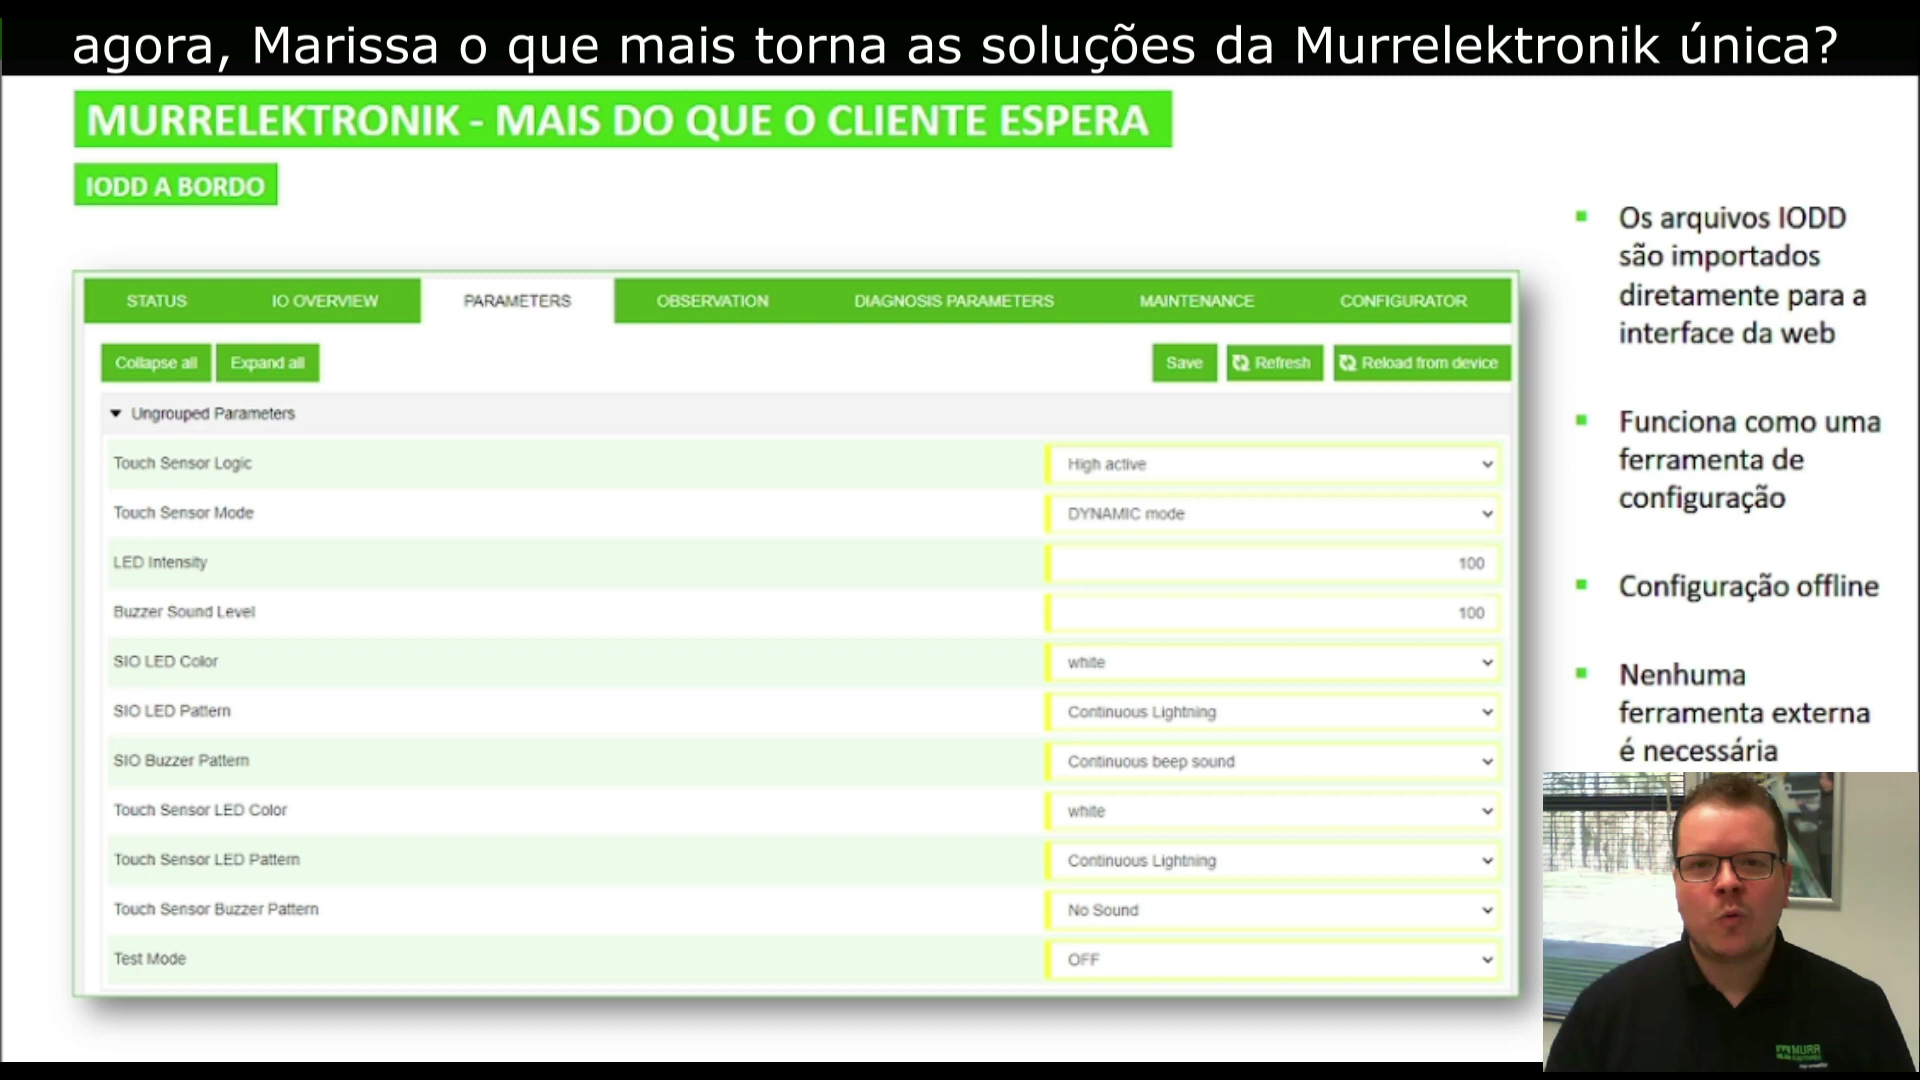 agora, Marissa o que mais torna as soluções da Murrelektronik única?
MURRELEKTRONIK - MAIS DO QUE O CLIENTE ESPERA
IODD A BORDO
STATUS IO OVERVIEW PARAMETERS OBSERVATION DIAGNOSIS PARAMETERS MAINTENANCE CONFIGURATOR
Collapse all Expand all Save Refresh Reload from device
Ungrouped Parameters
Touch Sensor Logic High active
Touch Sensor Mode DYNAMIC mode
LED Intensity 100
Buzzer Sound Level 100
SIO LED Color white
SIO LED Pattern Continuous Lightning
SIO Buzzer Pattern Continuous beep sound
Touch Sensor LED Color white
Touch Sensor LED Pattern Continuous Lightning
Touch Sensor Buzzer Pattern No Sound
Test Mode OFF
Os arquivos IODD
são importados
diretamente para a
interface da web
Funciona como uma
ferramenta de
configuração
Configuração offline
Nenhuma
ferramenta externa
é necessária
MURR